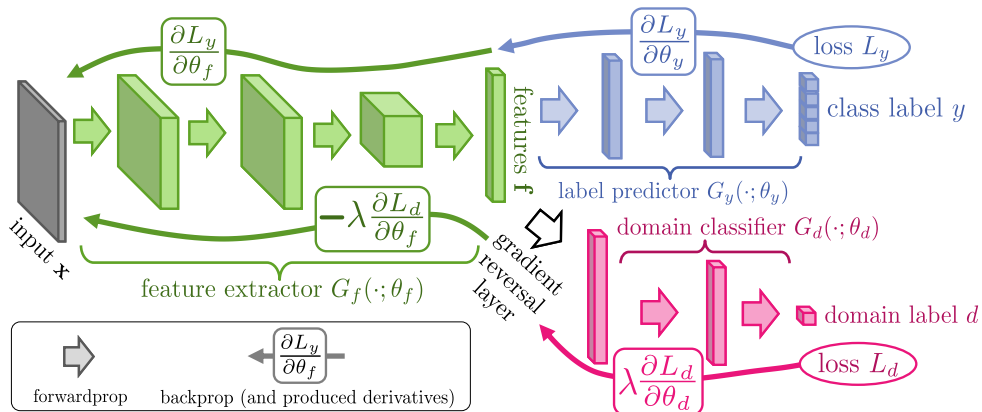 ∂L_y/∂θ_f
∂L_y/∂θ_y
loss L_y
features f
class label y
input x
label predictor G_y(·;θ_y)
−λ ∂L_d/∂θ_f
gradient
reversal
layer
domain classifier G_d(·;θ_d)
feature extractor G_f(·;θ_f)
domain label d
loss L_d
λ ∂L_d/∂θ_d
∂L_y/∂θ_f
forwardprop
backprop (and produced derivatives)